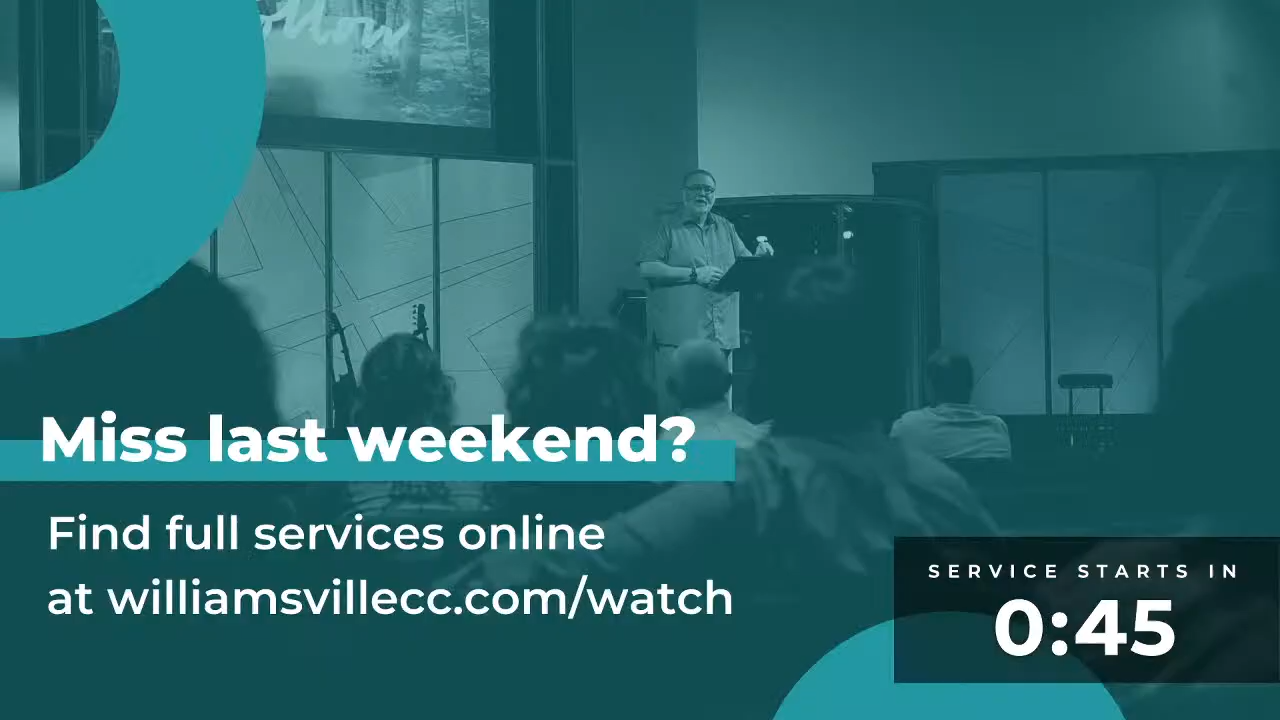 Miss last weekend?
Find full services online
at williamsvillecc.com/watch
SERVICE STARTS IN
0:45